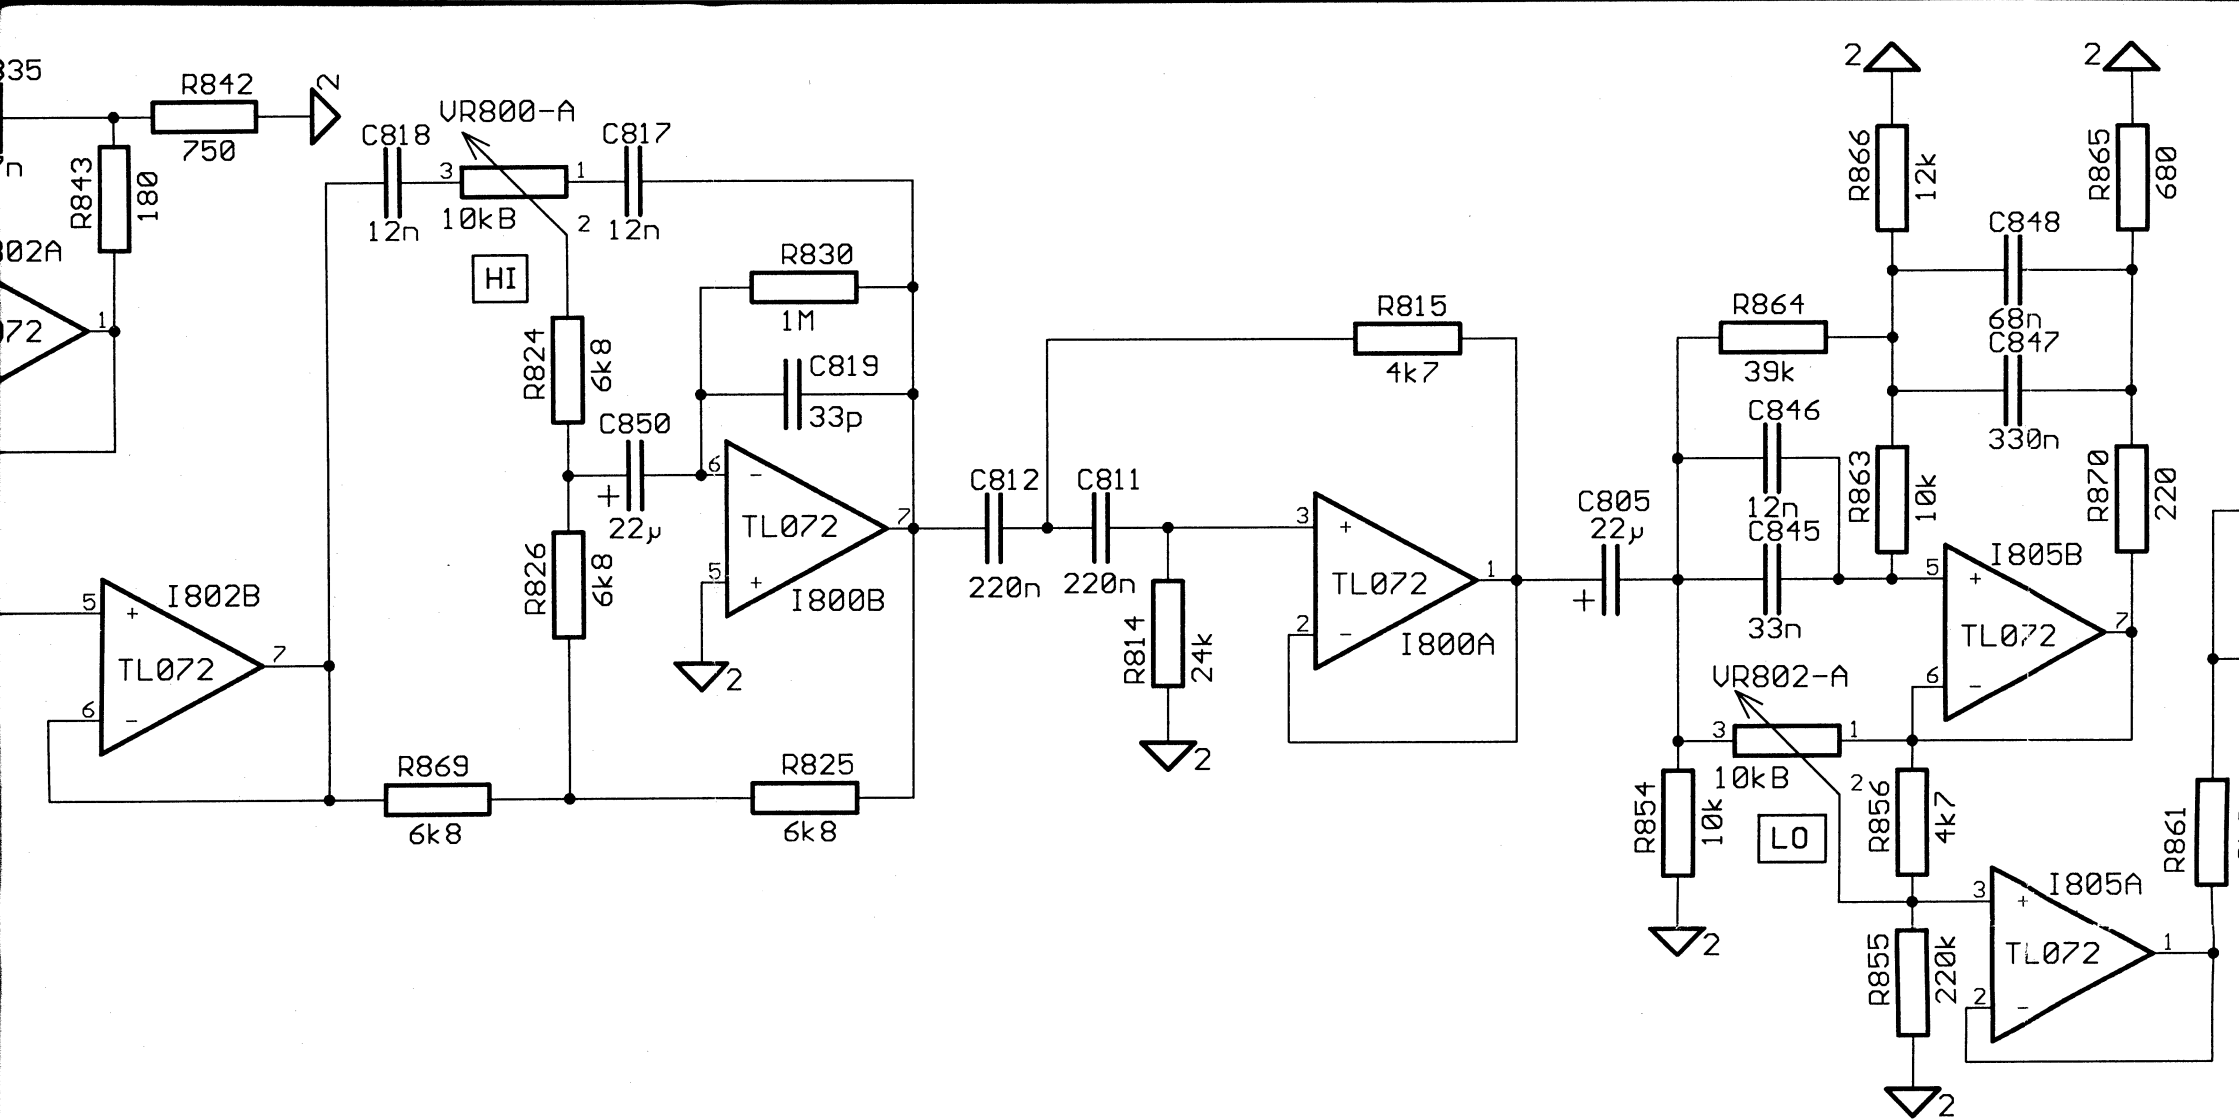 335
R842
2
750
R843
180
802A
1
072
C818
12n
VR800-A
3
1
2
10kB
C817
12n
HI
R830
1M
R824
6k8
C819
33p
C850
+
22µ
6
-
TL072
7
5
+
I800B
2
R826
6k8
5
+
I802B
TL072
7
6
-
R869
6k8
R825
6k8
C812
220n
C811
220n
R815
4k7
R814
24k
2
3
+
TL072
1
2
-
I800A
C805
22µ
+
2
R866
12k
2
R865
680
C848
68n
C847
330n
R864
39k
C846
12n
C845
33n
R863
10k
R870
220
5
+
I805B
TL072
7
6
-
VR802-A
3
1
10kB
2
LO
R854
10k
2
R856
4k7
R855
220k
2
3
+
I805A
TL072
1
2
-
R861